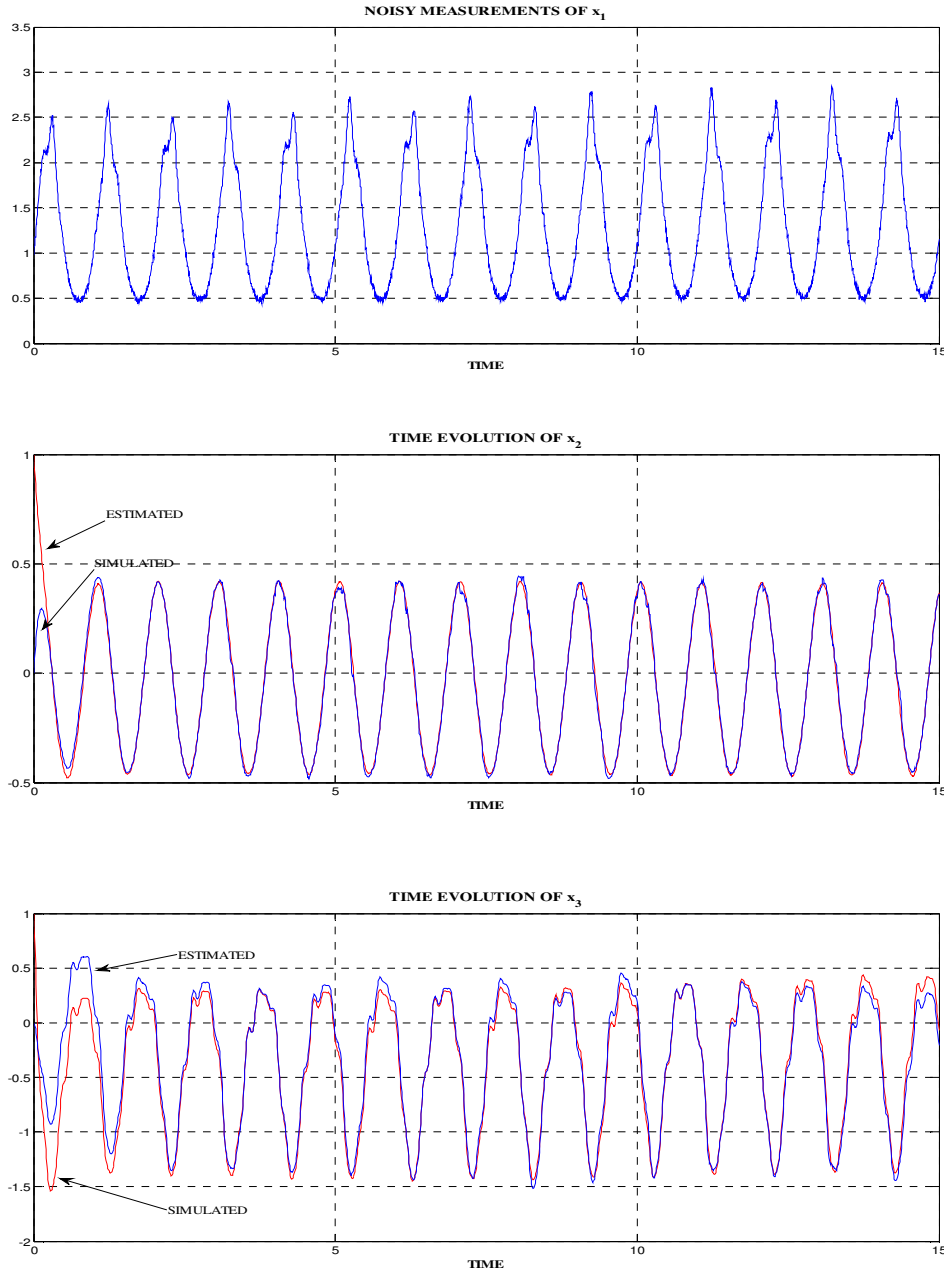 NOISY MEASUREMENTS OF x1
3.5
3
2.5
2
1.5
1
0.5
0
0 5 10 15
TIME
TIME EVOLUTION OF x2
1
ESTIMATED
SIMULATED
0.5
0
-0.5
0 5 10 15
TIME
TIME EVOLUTION OF x3
1
ESTIMATED
0.5
0
-0.5
-1
SIMULATED
-1.5
-2
0 5 10 15
TIME